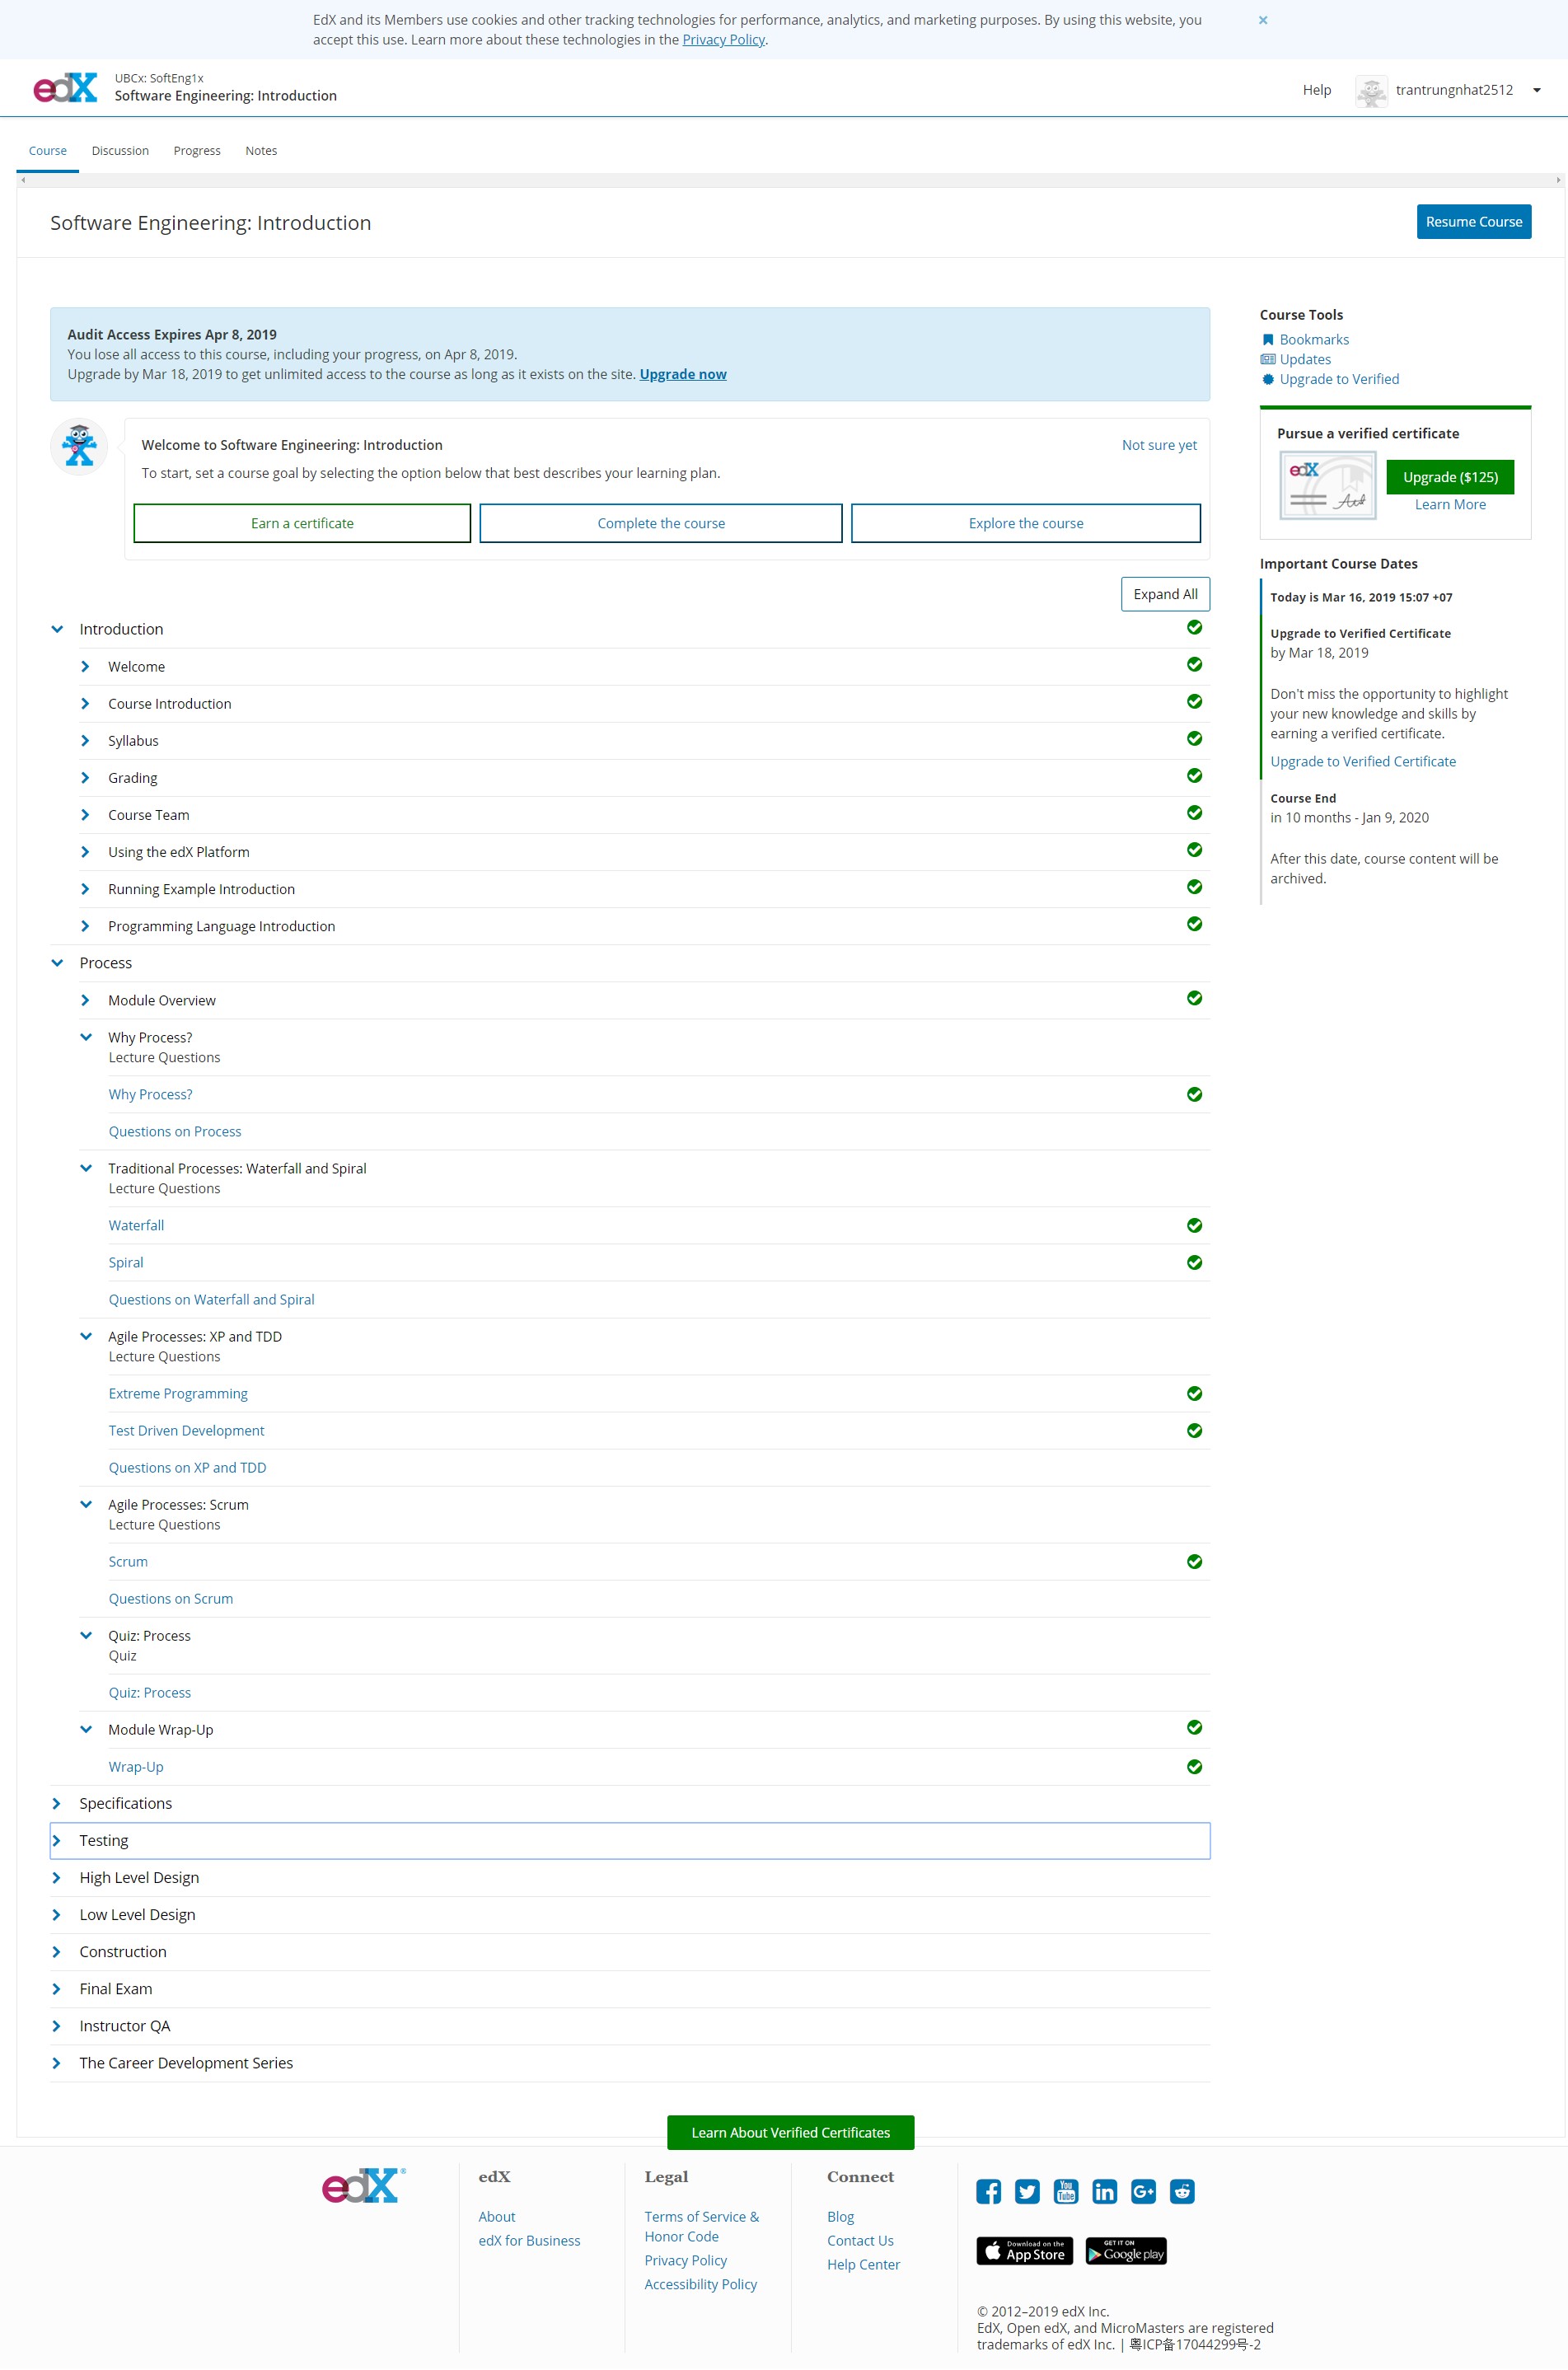 EdX and its Members use cookies and other tracking technologies for performance, analytics, and marketing purposes. By using this website, you
accept this use. Learn more about these technologies in the Privacy Policy.
×
edX
UBCx: SoftEng1x
Software Engineering: Introduction
Help
trantrungnhat2512
Course
Discussion
Progress
Notes
Software Engineering: Introduction
Resume Course
Audit Access Expires Apr 8, 2019
You lose all access to this course, including your progress, on Apr 8, 2019.
Upgrade by Mar 18, 2019 to get unlimited access to the course as long as it exists on the site. Upgrade now
Welcome to Software Engineering: Introduction
Not sure yet
To start, set a course goal by selecting the option below that best describes your learning plan.
Earn a certificate
Complete the course
Explore the course
Expand All
Introduction
Welcome
Course Introduction
Syllabus
Grading
Course Team
Using the edX Platform
Running Example Introduction
Programming Language Introduction
Process
Module Overview
Why Process?
Lecture Questions
Why Process?
Questions on Process
Traditional Processes: Waterfall and Spiral
Lecture Questions
Waterfall
Spiral
Questions on Waterfall and Spiral
Agile Processes: XP and TDD
Lecture Questions
Extreme Programming
Test Driven Development
Questions on XP and TDD
Agile Processes: Scrum
Lecture Questions
Scrum
Questions on Scrum
Quiz: Process
Quiz
Quiz: Process
Module Wrap-Up
Wrap-Up
Specifications
Testing
High Level Design
Low Level Design
Construction
Final Exam
Instructor QA
The Career Development Series
Course Tools
Bookmarks
Updates
Upgrade to Verified
Pursue a verified certificate
edX
Upgrade ($125)
Learn More
Important Course Dates
Today is Mar 16, 2019 15:07 +07
Upgrade to Verified Certificate
by Mar 18, 2019
Don't miss the opportunity to highlight
your new knowledge and skills by
earning a verified certificate.
Upgrade to Verified Certificate
Course End
in 10 months - Jan 9, 2020
After this date, course content will be
archived.
Learn About Verified Certificates
edX®
edX
About
edX for Business
Legal
Terms of Service &
Honor Code
Privacy Policy
Accessibility Policy
Connect
Blog
Contact Us
Help Center
You Tube
in
G+
Download on the
App Store
GET IT ON
Google play
© 2012–2019 edX Inc.
EdX, Open edX, and MicroMasters are registered
trademarks of edX Inc. | 粤ICP备17044299号-2